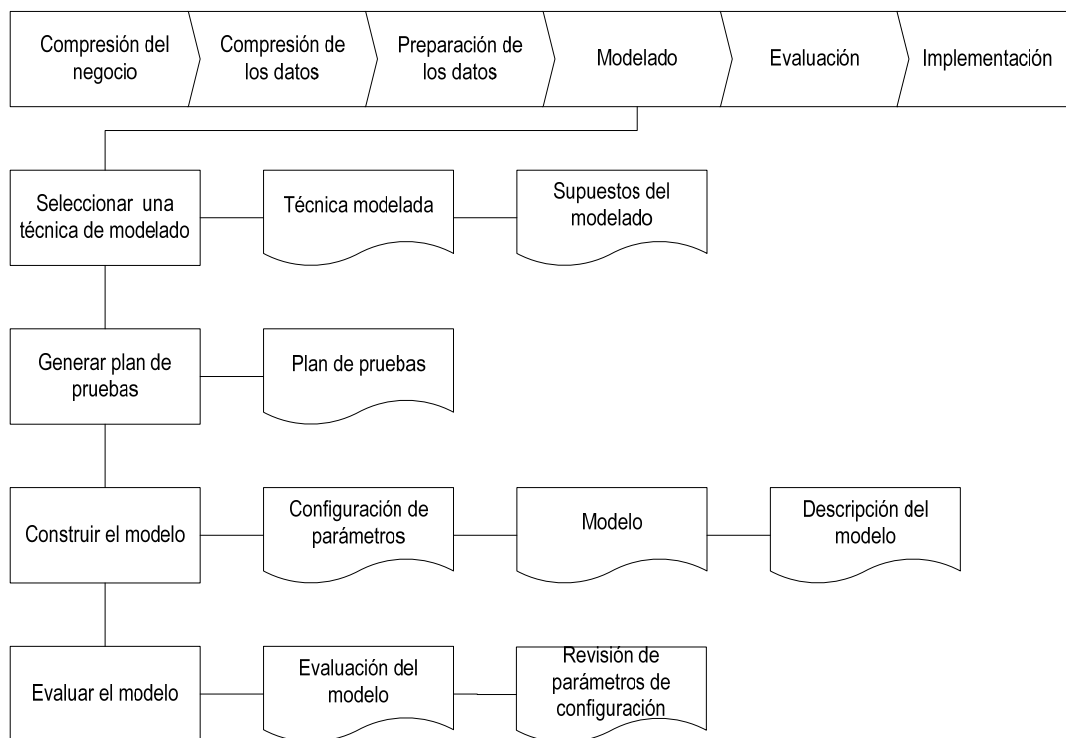 Compresión del
negocio
Compresión de
los datos
Preparación de
los datos
Modelado
Evaluación
Implementación
Seleccionar una
técnica de modelado
Técnica modelada
Supuestos del
modelado
Generar plan de
pruebas
Plan de pruebas
Construir el modelo
Configuración de
parámetros
Modelo
Descripción del
modelo
Evaluar el modelo
Evaluación del
modelo
Revisión de
parámetros de
configuración